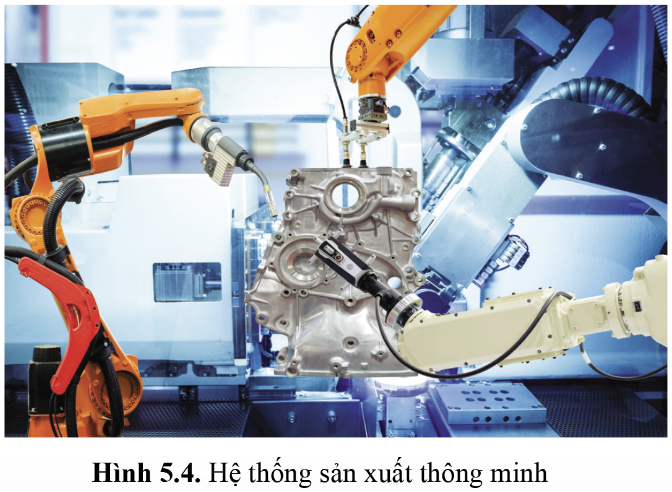 Hình 5.4. Hệ thống sản xuất thông minh